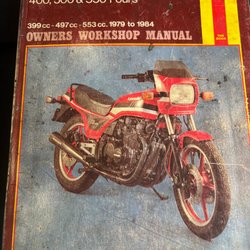 400, 500 & 550 Fours
399 cc - 497 cc - 553 cc. 1979 to 1984
OWNERS WORKSHOP MANUAL